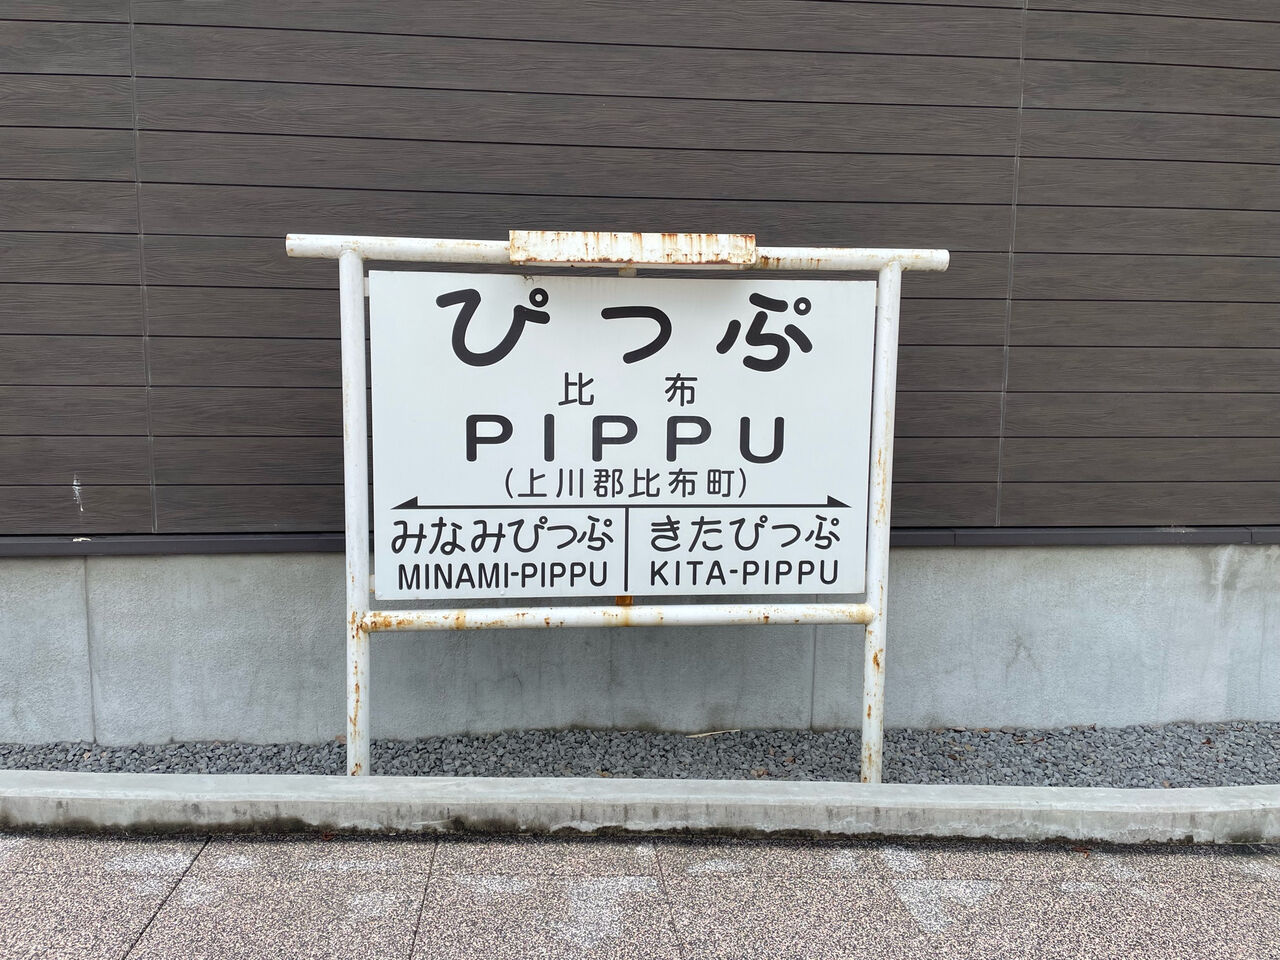 ぴっぷ
比布
PIPPU
(上川郡比布町)
みなみぴっぷ きたぴっぷ
MINAMI-PIPPU KITA-PIPPU